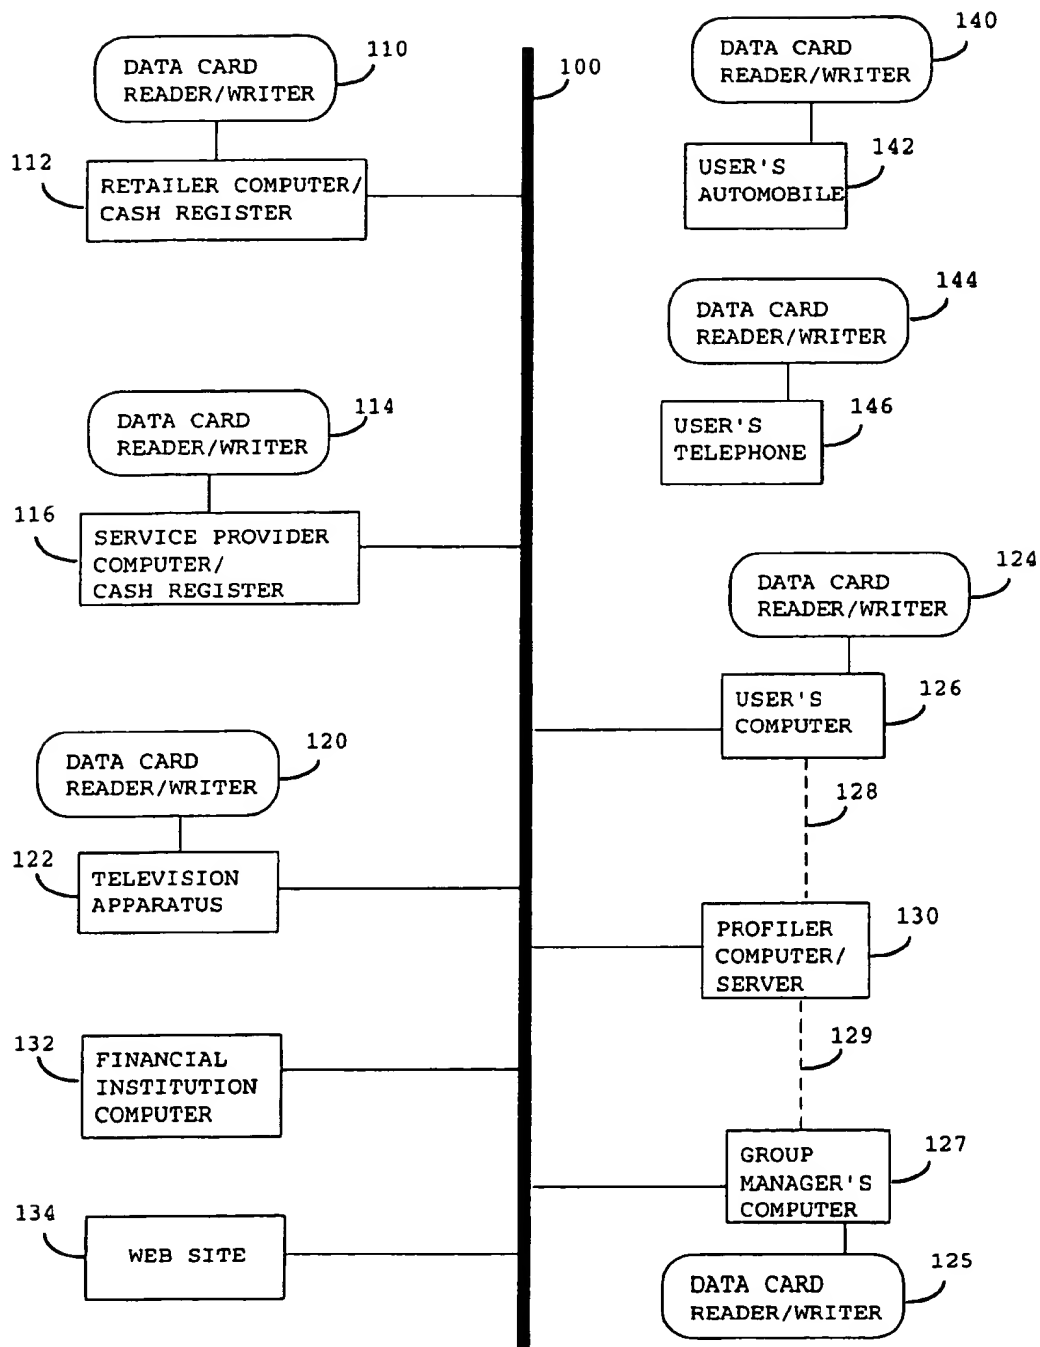 DATA CARD
READER/WRITER
110
100
112
RETAILER COMPUTER/
CASH REGISTER
DATA CARD
READER/WRITER
140
USER'S
AUTOMOBILE
142
DATA CARD
READER/WRITER
144
USER'S
TELEPHONE
146
DATA CARD
READER/WRITER
114
116
SERVICE PROVIDER
COMPUTER/
CASH REGISTER
DATA CARD
READER/WRITER
124
USER'S
COMPUTER
126
128
DATA CARD
READER/WRITER
120
122
TELEVISION
APPARATUS
PROFILER
COMPUTER/
SERVER
130
129
132
FINANCIAL
INSTITUTION
COMPUTER
GROUP
MANAGER'S
COMPUTER
127
134
WEB SITE
DATA CARD
READER/WRITER
125